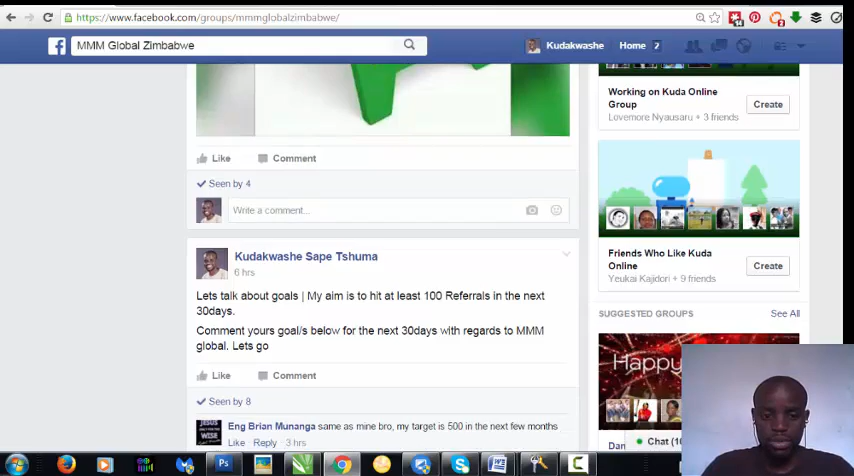 https://www.facebook.com/groups/mmmglobalzimbabwe/
MMM Global Zimbabwe
Kudakwashe
Home 2
Like Comment
Seen by 4
Write a comment...
Kudakwashe Sape Tshuma
6 hrs
Lets talk about goals | My aim is to hit at least 100 Referrals in the next
30days.
Comment yours goal/s below for the next 30days with regards to MMM
global. Lets go
Like Comment
Seen by 8
Eng Brian Munanga same as mine bro, my target is 500 in the next few months
Like · Reply · 3 hrs
Working on Kuda Online
Group
Lovemore Nyausaru + 3 friends
Create
Friends Who Like Kuda
Online
Yeukai Kajidori + 9 friends
Create
SUGGESTED GROUPS See All
Happy
Dan
Chat (10